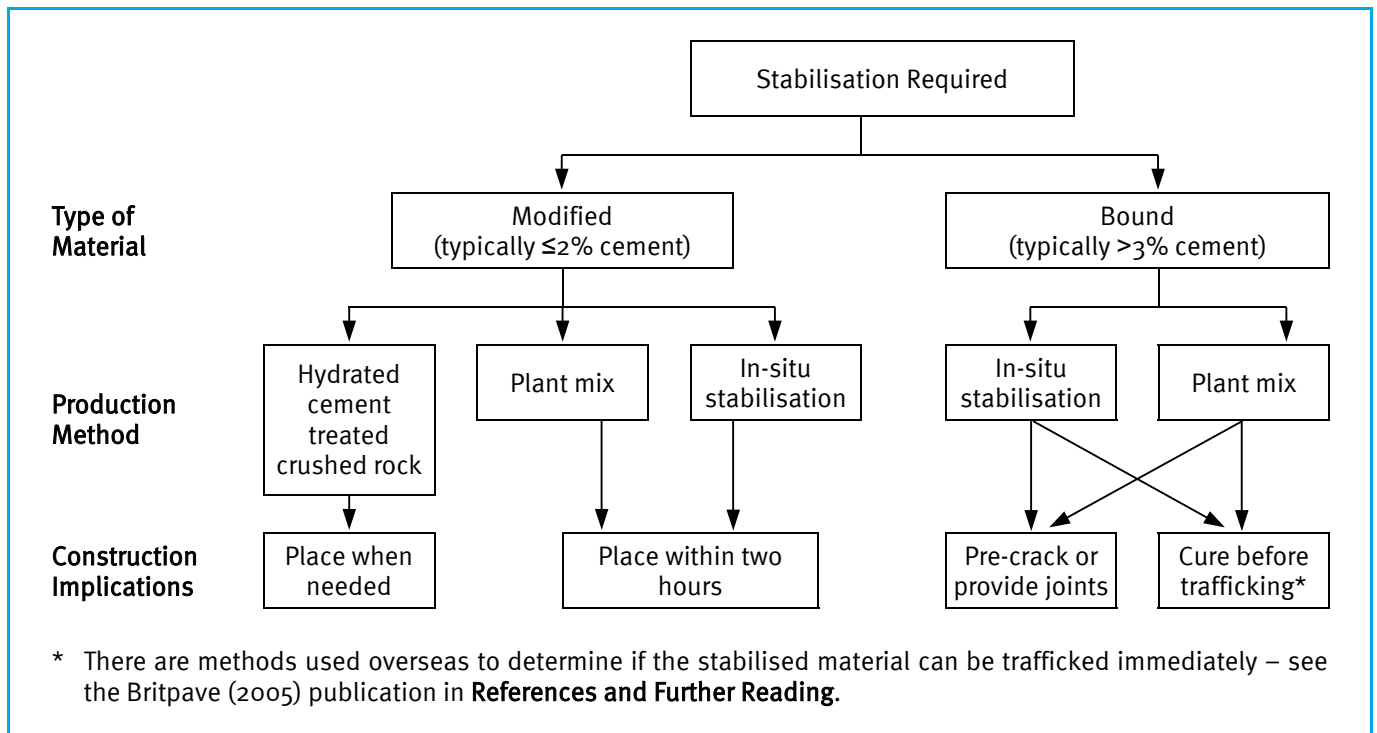 Stabilisation Required
Type of
Material
Modified
(typically ≤2% cement)
Bound
(typically >3% cement)
Production
Method
Hydrated
cement
treated
crushed rock
Plant mix
In-situ
stabilisation
In-situ
stabilisation
Plant mix
Construction
Implications
Place when
needed
Place within two
hours
Pre-crack or
provide joints
Cure before
trafficking*
* There are methods used overseas to determine if the stabilised material can be trafficked immediately – see
the Britpave (2005) publication in References and Further Reading.